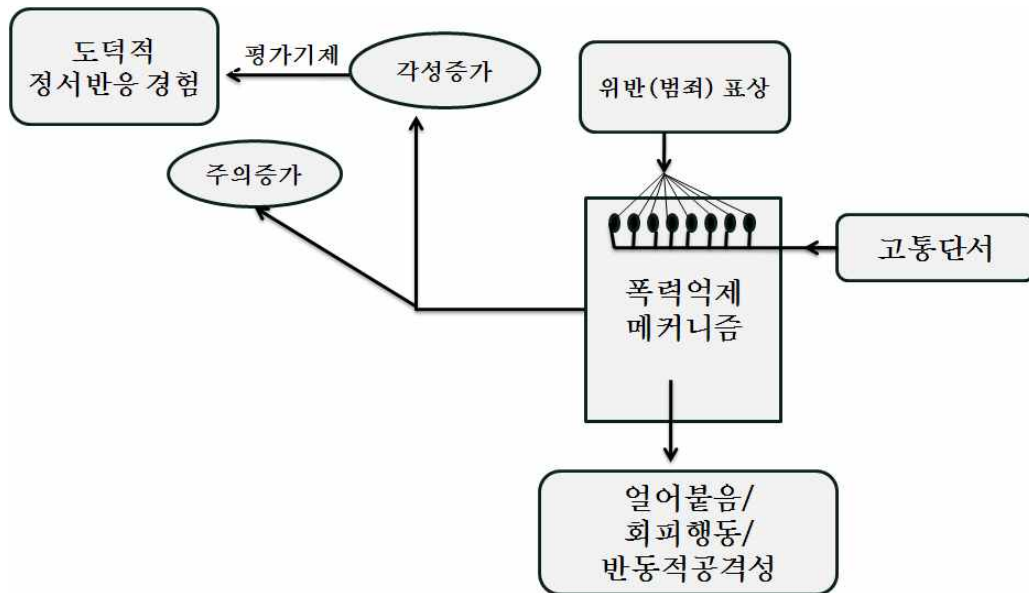 도덕적
정서반응 경험
평가기제
각성증가
위반(범죄) 표상
주의증가
고통단서
폭력억제
메커니즘
얼어붙음/
회피행동/
반동적공격성